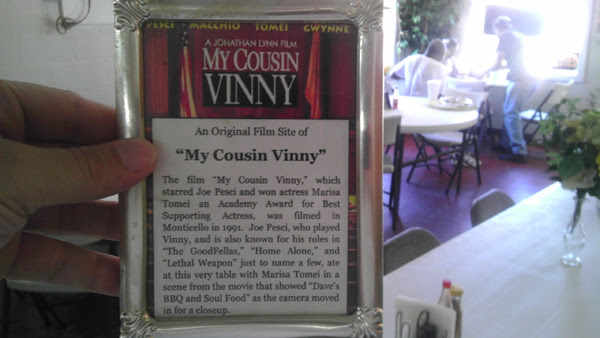 PESCI MACCHIO TOMEI GWYNNE
A JONATHAN LYNN FILM
MY COUSIN
VINNY
An Original Film Site of
“My Cousin Vinny”
The film “My Cousin Vinny,” which
starred Joe Pesci and won actress Marisa
Tomei an Academy Award for Best
Supporting Actress, was filmed in
Monticello in 1991. Joe Pesci, who played
Vinny, and is also known for his roles in
“The GoodFellas,” “Home Alone,” and
“Lethal Weapon” just to name a few, ate
at this very table with Marisa Tomei in a
scene from the movie that showed “Dave’s
BBQ and Soul Food” as the camera moved
in for a closeup.